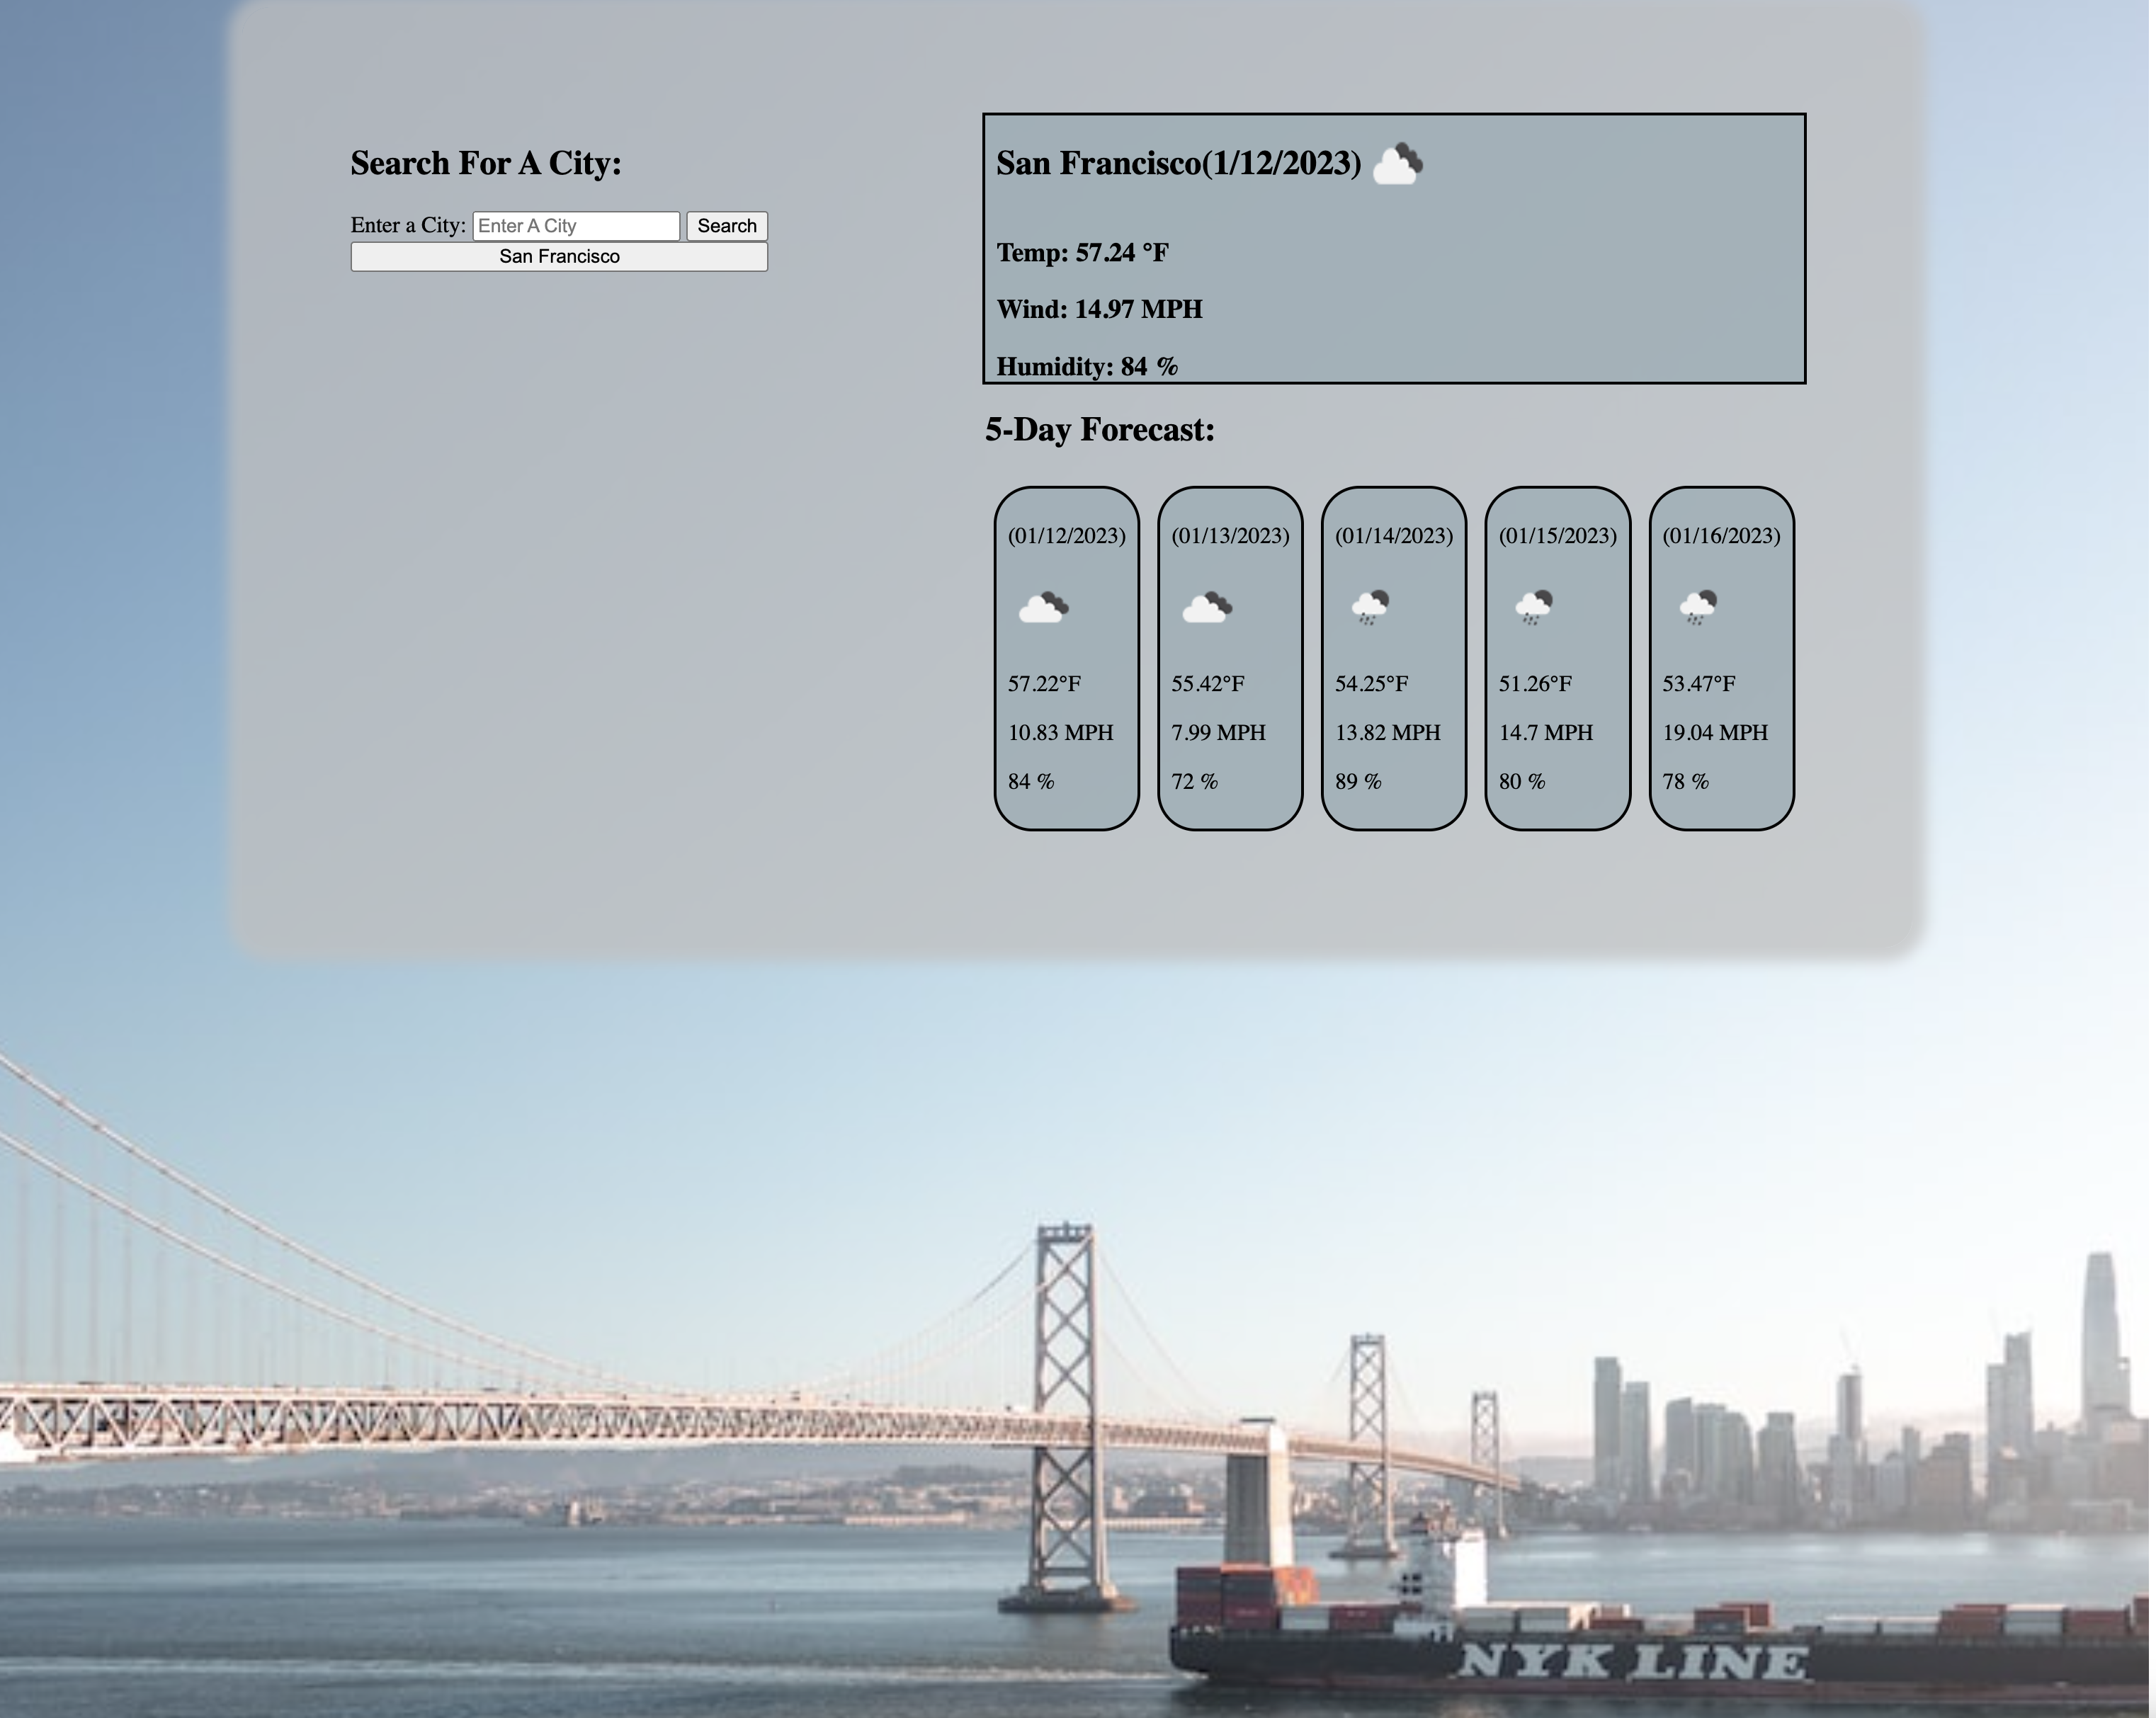 Search For A City:
Enter a City: Enter A City Search
San Francisco
San Francisco(1/12/2023)
Temp: 57.24 °F
Wind: 14.97 MPH
Humidity: 84 %
5-Day Forecast:
(01/12/2023)
57.22°F
10.83 MPH
84 %
(01/13/2023)
55.42°F
7.99 MPH
72 %
(01/14/2023)
54.25°F
13.82 MPH
89 %
(01/15/2023)
51.26°F
14.7 MPH
80 %
(01/16/2023)
53.47°F
19.04 MPH
78 %
NYK LINE